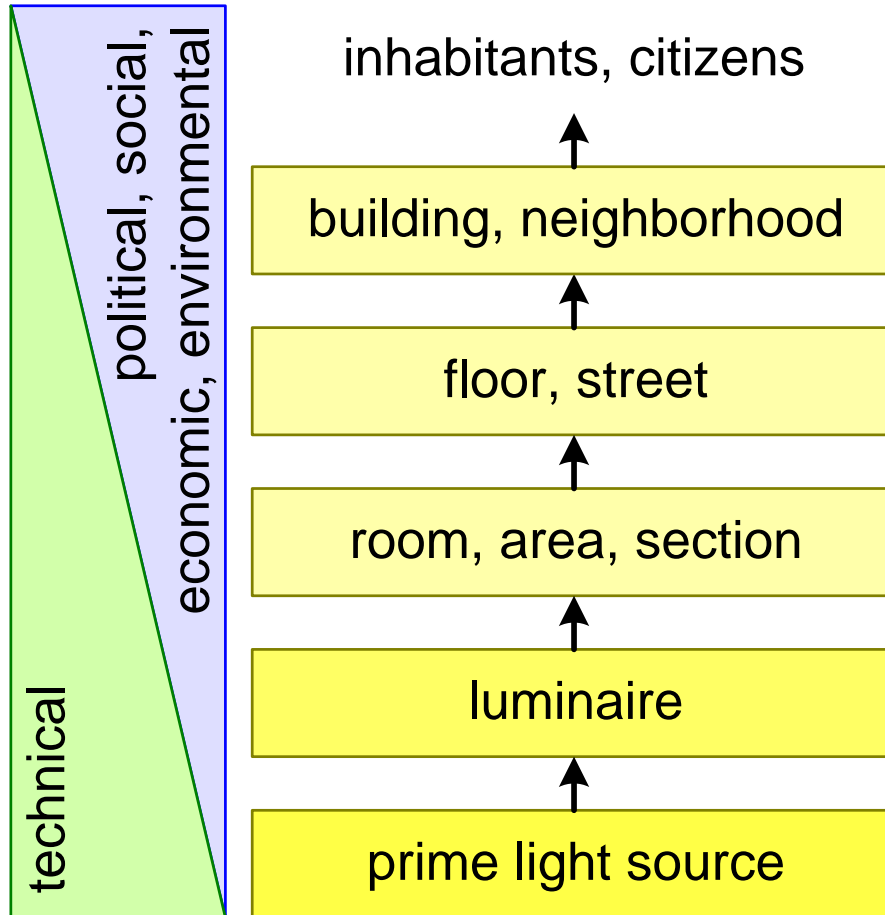 political, social,
economic, environmental
technical
inhabitants, citizens
building, neighborhood
floor, street
room, area, section
luminaire
prime light source